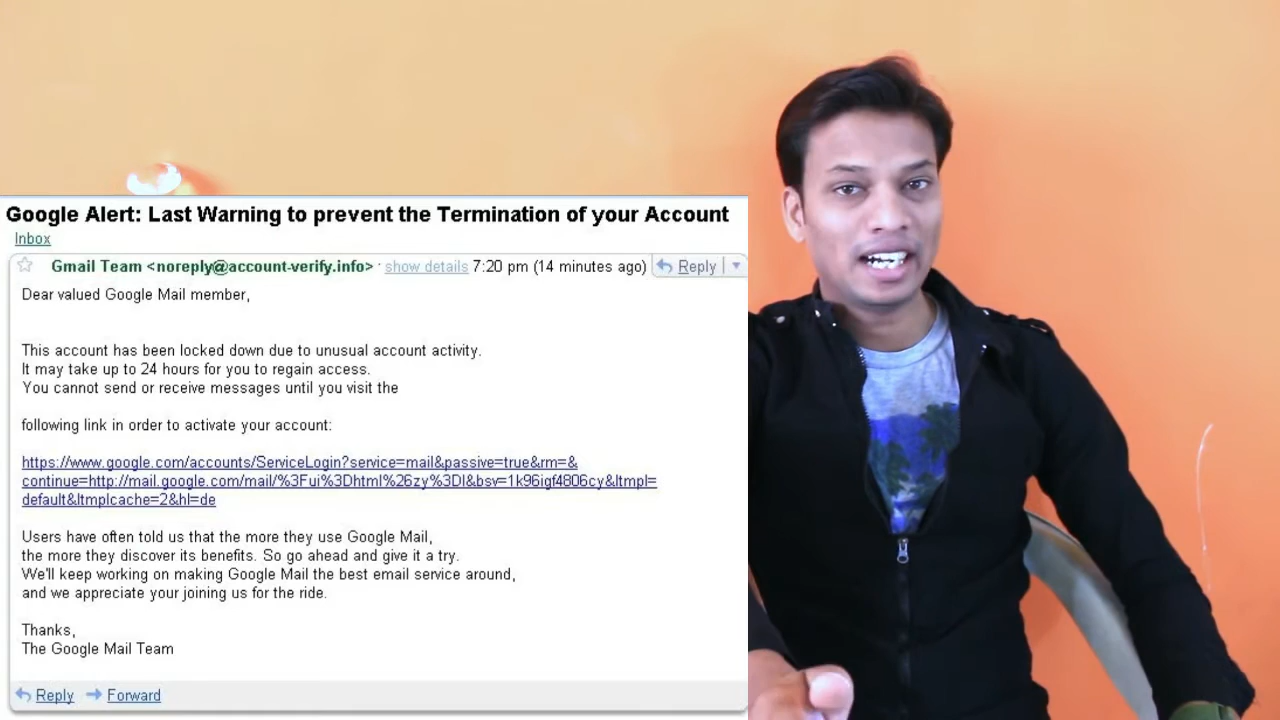 Google Alert: Last Warning to prevent the Termination of your Account
Inbox
Gmail Team <noreply@account-verify.info> · show details 7:20 pm (14 minutes ago) Reply
Dear valued Google Mail member,
This account has been locked down due to unusual account activity.
It may take up to 24 hours for you to regain access.
You cannot send or receive messages until you visit the
following link in order to activate your account:
https://www.google.com/accounts/ServiceLogin?service=mail&passive=true&rm=&
continue=http://mail.google.com/mail/%3Fui%3Dhtml%26zy%3Dl&bsv=1k96igf4806cy&ltmpl=
default&ltmplcache=2&hl=de
Users have often told us that the more they use Google Mail,
the more they discover its benefits. So go ahead and give it a try.
We'll keep working on making Google Mail the best email service around,
and we appreciate your joining us for the ride.
Thanks,
The Google Mail Team
Reply Forward